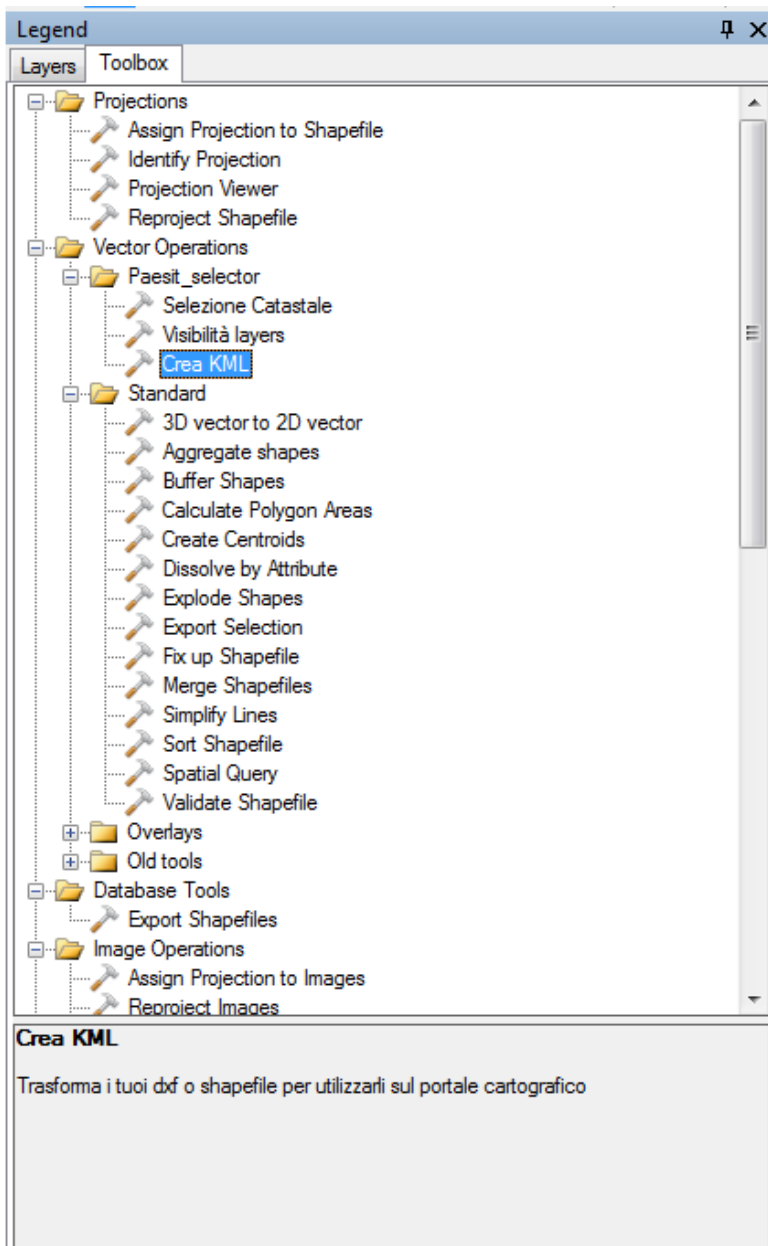 Legend
Layers Toolbox
Projections
Assign Projection to Shapefile
Identify Projection
Projection Viewer
Reproject Shapefile
Vector Operations
Paesit_selector
Selezione Catastale
Visibilità layers
Crea KML
Standard
3D vector to 2D vector
Aggregate shapes
Buffer Shapes
Calculate Polygon Areas
Create Centroids
Dissolve by Attribute
Explode Shapes
Export Selection
Fix up Shapefile
Merge Shapefiles
Simplify Lines
Sort Shapefile
Spatial Query
Validate Shapefile
Overlays
Old tools
Database Tools
Export Shapefiles
Image Operations
Assign Projection to Images
Reproject Images
Crea KML
Trasforma i tuoi dxf o shapefile per utilizzarli sul portale cartografico